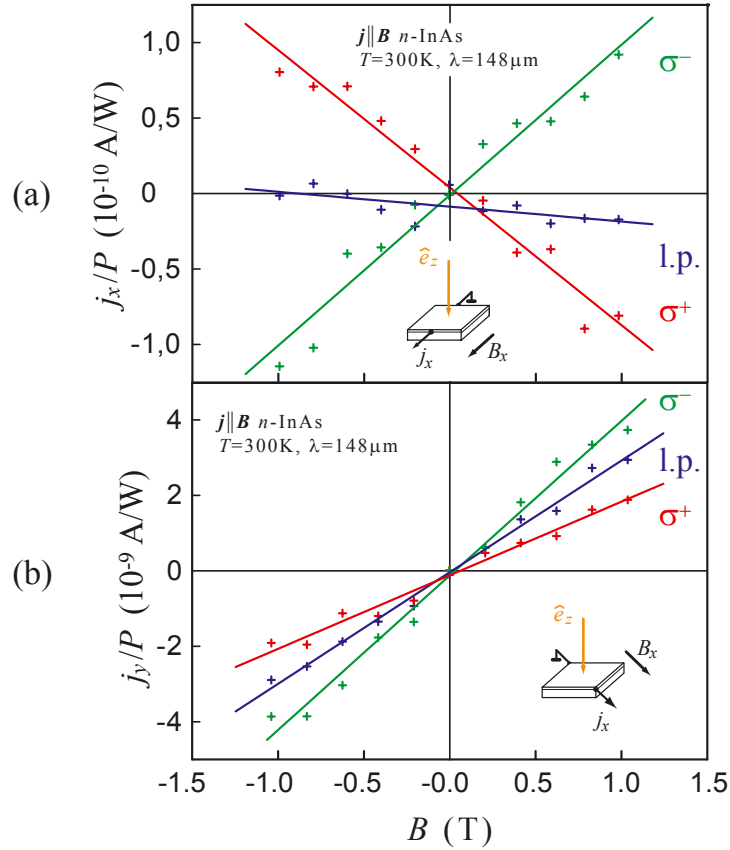 (a)
j_x/P (10⁻¹⁰ A/W)
1,0
0,5
0
-0,5
-1,0
j∥B n-InAs
T=300K, λ=148μm
σ⁻
l.p.
σ⁺
ê_z
j_x
B_x
(b)
j_y/P (10⁻⁹ A/W)
4
2
0
-2
-4
j∥B n-InAs
T=300K, λ=148μm
σ⁻
l.p.
σ⁺
ê_z
B_x
j_x
-1.5 -1.0 -0.5 -0.0 0.5 1.0 1.5
B (T)